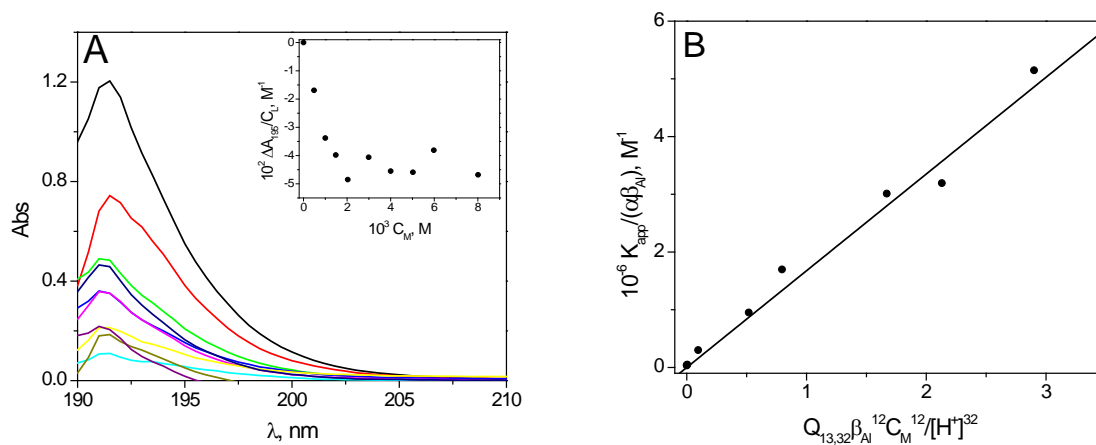 A
1.2
0.8
0.4
0.0
Abs
190 195 200 205 210
λ, nm
0
-1
-2
-3
-4
-5
10² ΔA₁₉₅/C_L, M⁻¹
0 2 4 6 8
10³ C_M, M
B
6
4
2
0
10⁻⁶ K_app/(αβ_Al), M⁻¹
0 1 2 3
Q₁₃,₃₂β_Al¹²C_M¹²/[H⁺]³²